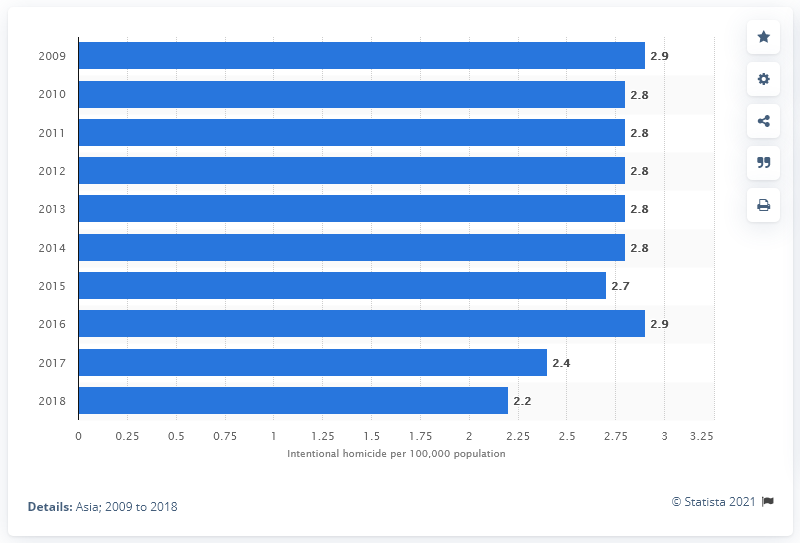 2009 2.9
2010 2.8
2011 2.8
2012 2.8
2013 2.8
2014 2.8
2015 2.7
2016 2.9
2017 2.4
2018 2.2
0 0.25 0.5 0.75 1 1.25 1.5 1.75 2 2.25 2.5 2.75 3 3.25
Intentional homicide per 100,000 population
Details: Asia; 2009 to 2018
© Statista 2021